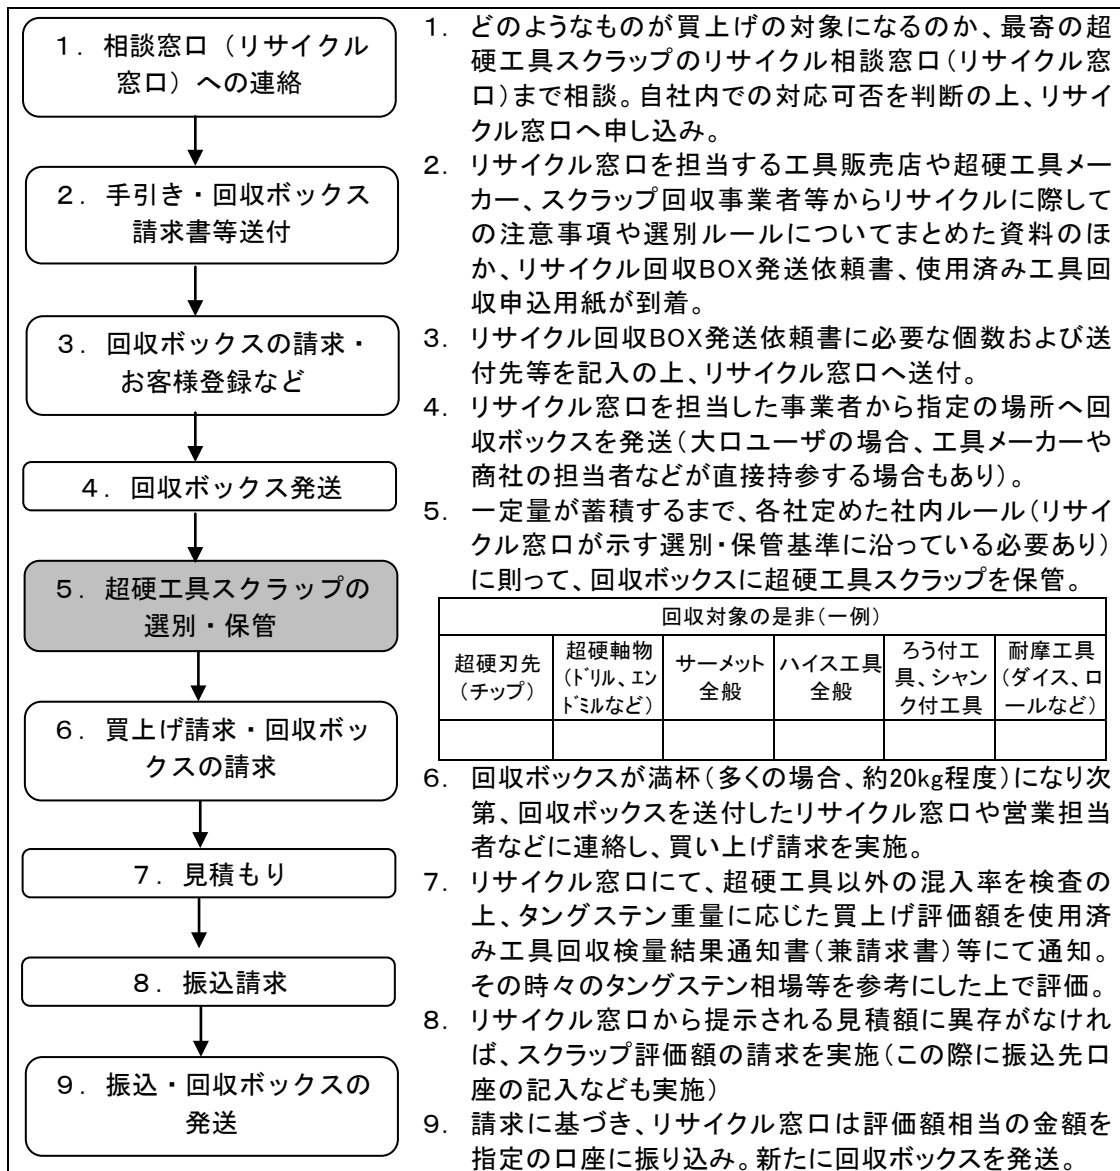 １．相談窓口（リサイクル
窓口）への連絡
２．手引き・回収ボックス
請求書等送付
３．回収ボックスの請求・
お客様登録など
４．回収ボックス発送
５．超硬工具スクラップの
選別・保管
６．買上げ請求・回収ボッ
クスの請求
７．見積もり
８．振込請求
９．振込・回収ボックスの
発送
１．どのようなものが買上げの対象になるのか、最寄の超
硬工具スクラップのリサイクル相談窓口（リサイクル窓
口）まで相談。自社内での対応可否を判断の上、リサイ
クル窓口へ申し込み。
２．リサイクル窓口を担当する工具販売店や超硬工具メー
カー、スクラップ回収事業者等からリサイクルに際して
の注意事項や選別ルールについてまとめた資料のほ
か、リサイクル回収BOX発送依頼書、使用済み工具回
収申込用紙が到着。
３．リサイクル回収BOX発送依頼書に必要な個数および送
付先等を記入の上、リサイクル窓口へ送付。
４．リサイクル窓口を担当した事業者から指定の場所へ回
収ボックスを発送（大口ユーザの場合、工具メーカーや
商社の担当者などが直接持参する場合もあり）。
５．一定量が蓄積するまで、各社定めた社内ルール（リサイ
クル窓口が示す選別・保管基準に沿っている必要あり）
に則って、回収ボックスに超硬工具スクラップを保管。
回収対象の是非（一例）
超硬刃先
（チップ）
超硬軸物
（ﾄﾞﾘﾙ、ｴﾝ
ﾄﾞﾐﾙなど）
サーメット
全般
ハイス工具
全般
ろう付工
具、シャン
ク付工具
耐摩工具
（ダイス、ロ
ールなど）
６．回収ボックスが満杯（多くの場合、約20kg程度）になり次
第、回収ボックスを送付したリサイクル窓口や営業担当
者などに連絡し、買い上げ請求を実施。
７．リサイクル窓口にて、超硬工具以外の混入率を検査の
上、タングステン重量に応じた買上げ評価額を使用済
み工具回収検量結果通知書（兼請求書）等にて通知。
その時々のタングステン相場等を参考にした上で評価。
８．リサイクル窓口から提示される見積額に異存がなけれ
ば、スクラップ評価額の請求を実施（この際に振込先口
座の記入なども実施）
９．請求に基づき、リサイクル窓口は評価額相当の金額を
指定の口座に振り込み。新たに回収ボックスを発送。